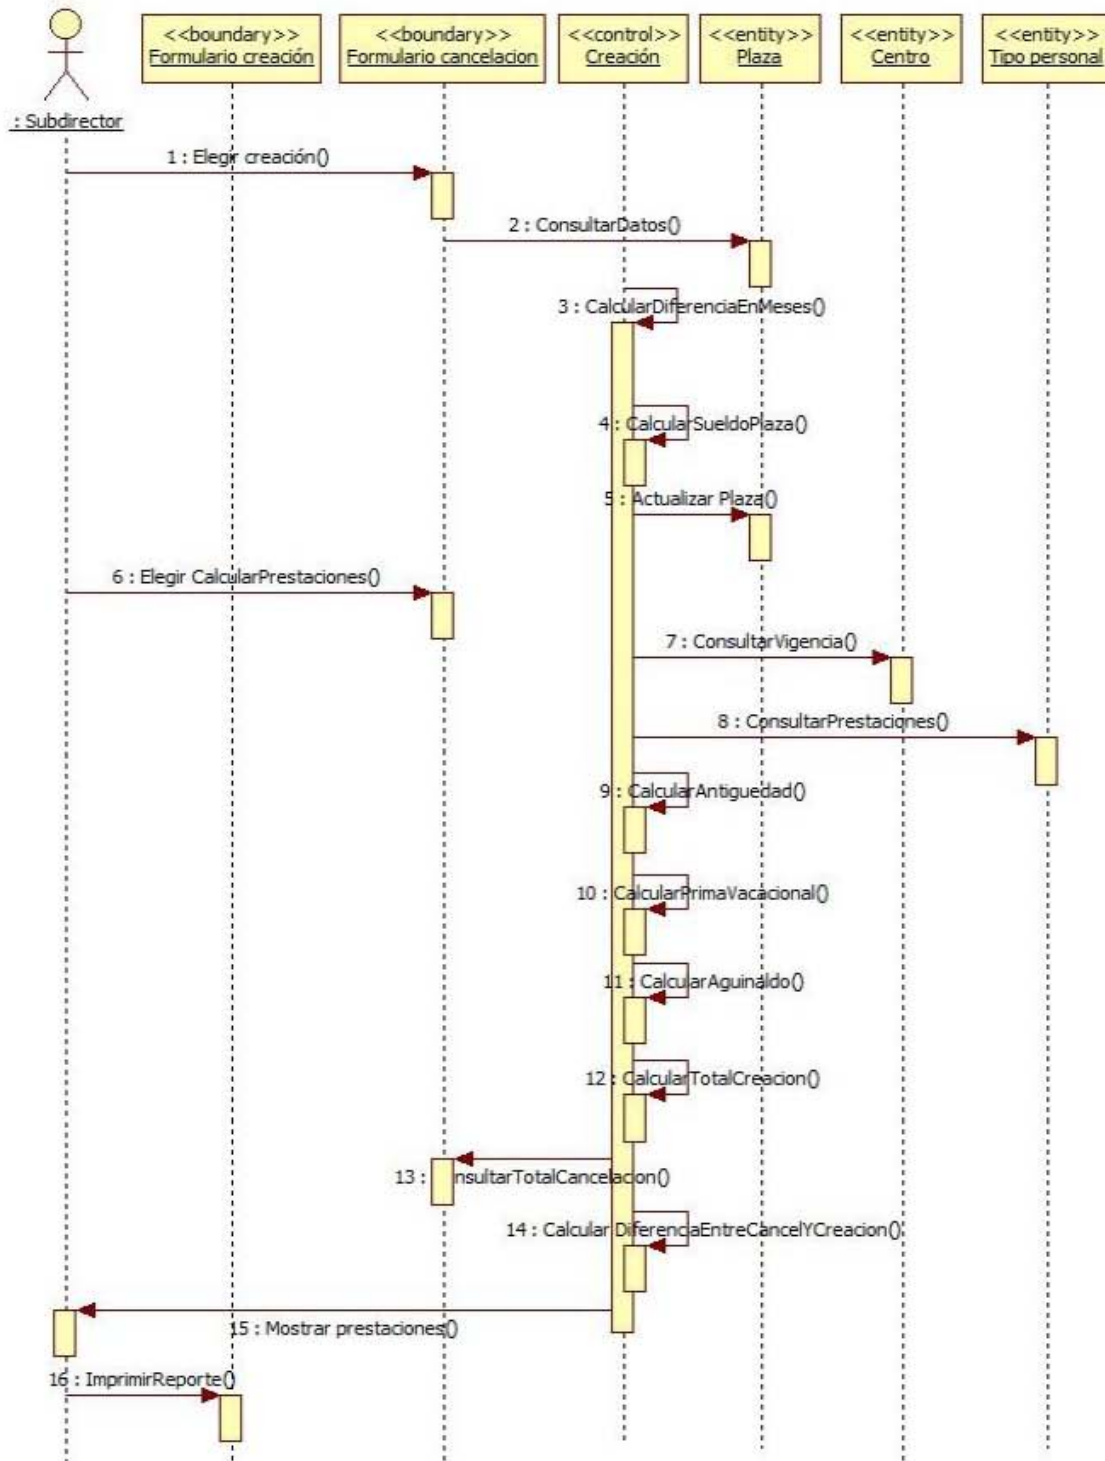 <<boundary>>
Formulario creación
<<boundary>>
Formulario cancelacion
<<control>>
Creación
<<entity>>
Plaza
<<entity>>
Centro
<<entity>>
Tipo personal
: Subdirector
1 : Elegir creación()
2 : ConsultarDatos()
3 : CalcularDiferenciaEnMeses()
4 : CalcularSueldoPlaza()
5 : Actualizar Plaza()
6 : Elegir CalcularPrestaciones()
7 : ConsultarVigencia()
8 : ConsultarPrestaciones()
9 : CalcularAntiguedad()
10 : CalcularPrimaVacacional()
11 : CalcularAguinaldo()
12 : CalcularTotalCreacion()
13 : ConsultarTotalCancelacion()
14 : Calcular DiferenciaEntreCancelYCreacion()
15 : Mostrar prestaciones()
16 : ImprimirReporte()